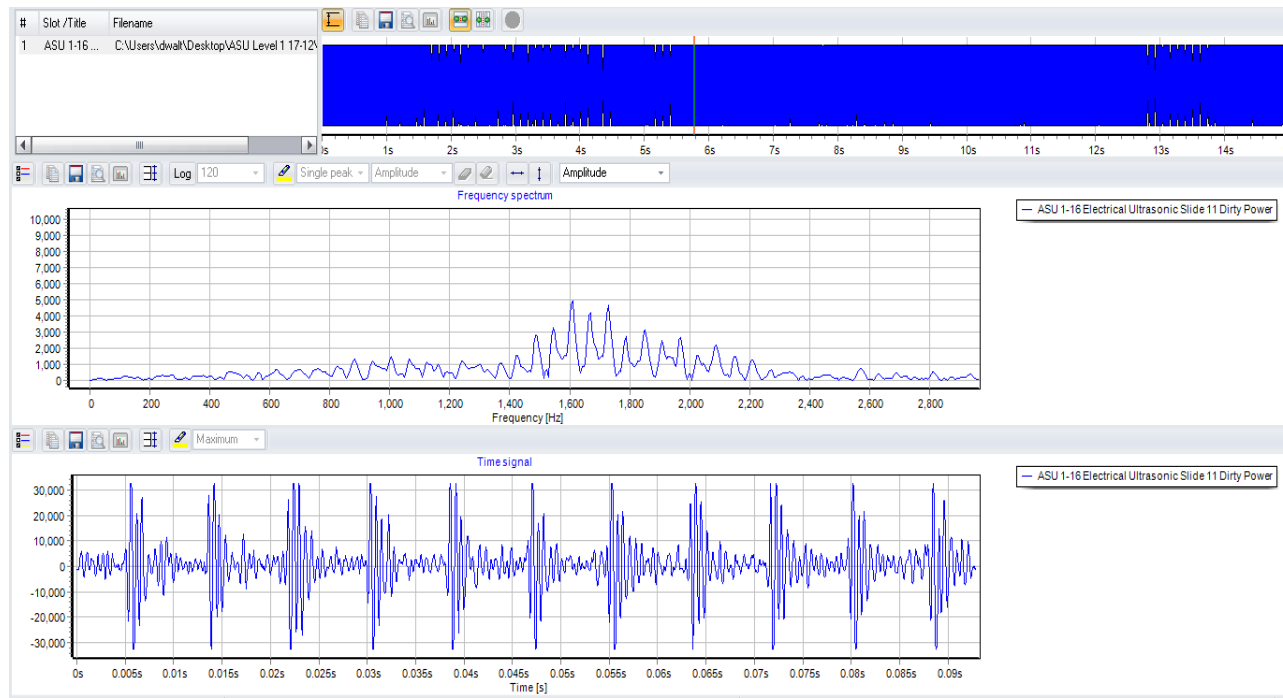 # Slot /Title Filename
1 ASU 1-16 ... C:\Users\dwalt\Desktop\ASU Level 1 17-12\
0s 1s 2s 3s 4s 5s 6s 7s 8s 9s 10s 11s 12s 13s 14s
Log 120 Single peak Amplitude Amplitude
Frequency spectrum
ASU 1-16 Electrical Ultrasonic Slide 11 Dirty Power
10,000
9,000
8,000
7,000
6,000
5,000
4,000
3,000
2,000
1,000
0
0 200 400 600 800 1,000 1,200 1,400 1,600 1,800 2,000 2,200 2,400 2,600 2,800
Frequency [Hz]
Maximum
Time signal
ASU 1-16 Electrical Ultrasonic Slide 11 Dirty Power
30,000
20,000
10,000
0
-10,000
-20,000
-30,000
0s 0.005s 0.01s 0.015s 0.02s 0.025s 0.03s 0.035s 0.04s 0.045s 0.05s 0.055s 0.06s 0.065s 0.07s 0.075s 0.08s 0.085s 0.09s
Time [s]